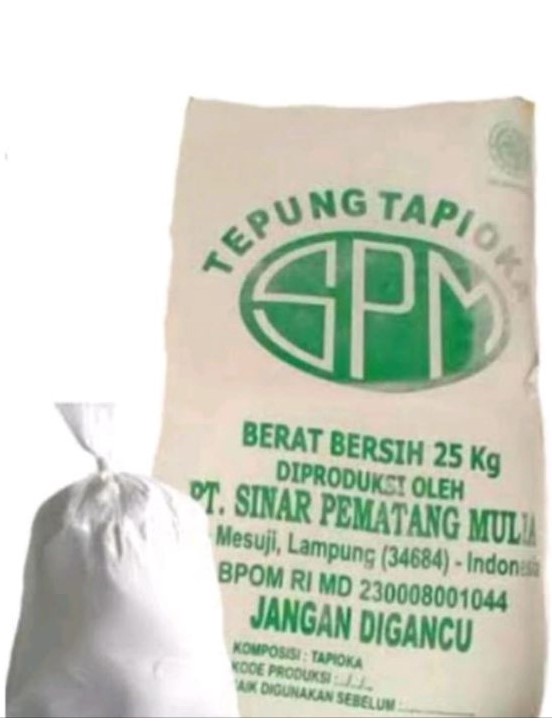 TEPUNG TAPIOKA
SPM
BERAT BERSIH 25 Kg
DIPRODUKSI OLEH
PT. SINAR PEMATANG MULIA
Mesuji, Lampung (34684) - Indonesia
BPOM RI MD 230008001044
JANGAN DIGANCU
KOMPOSISI : TAPIOKA
KODE PRODUKSI :../../..
BAIK DIGUNAKAN SEBELUM :